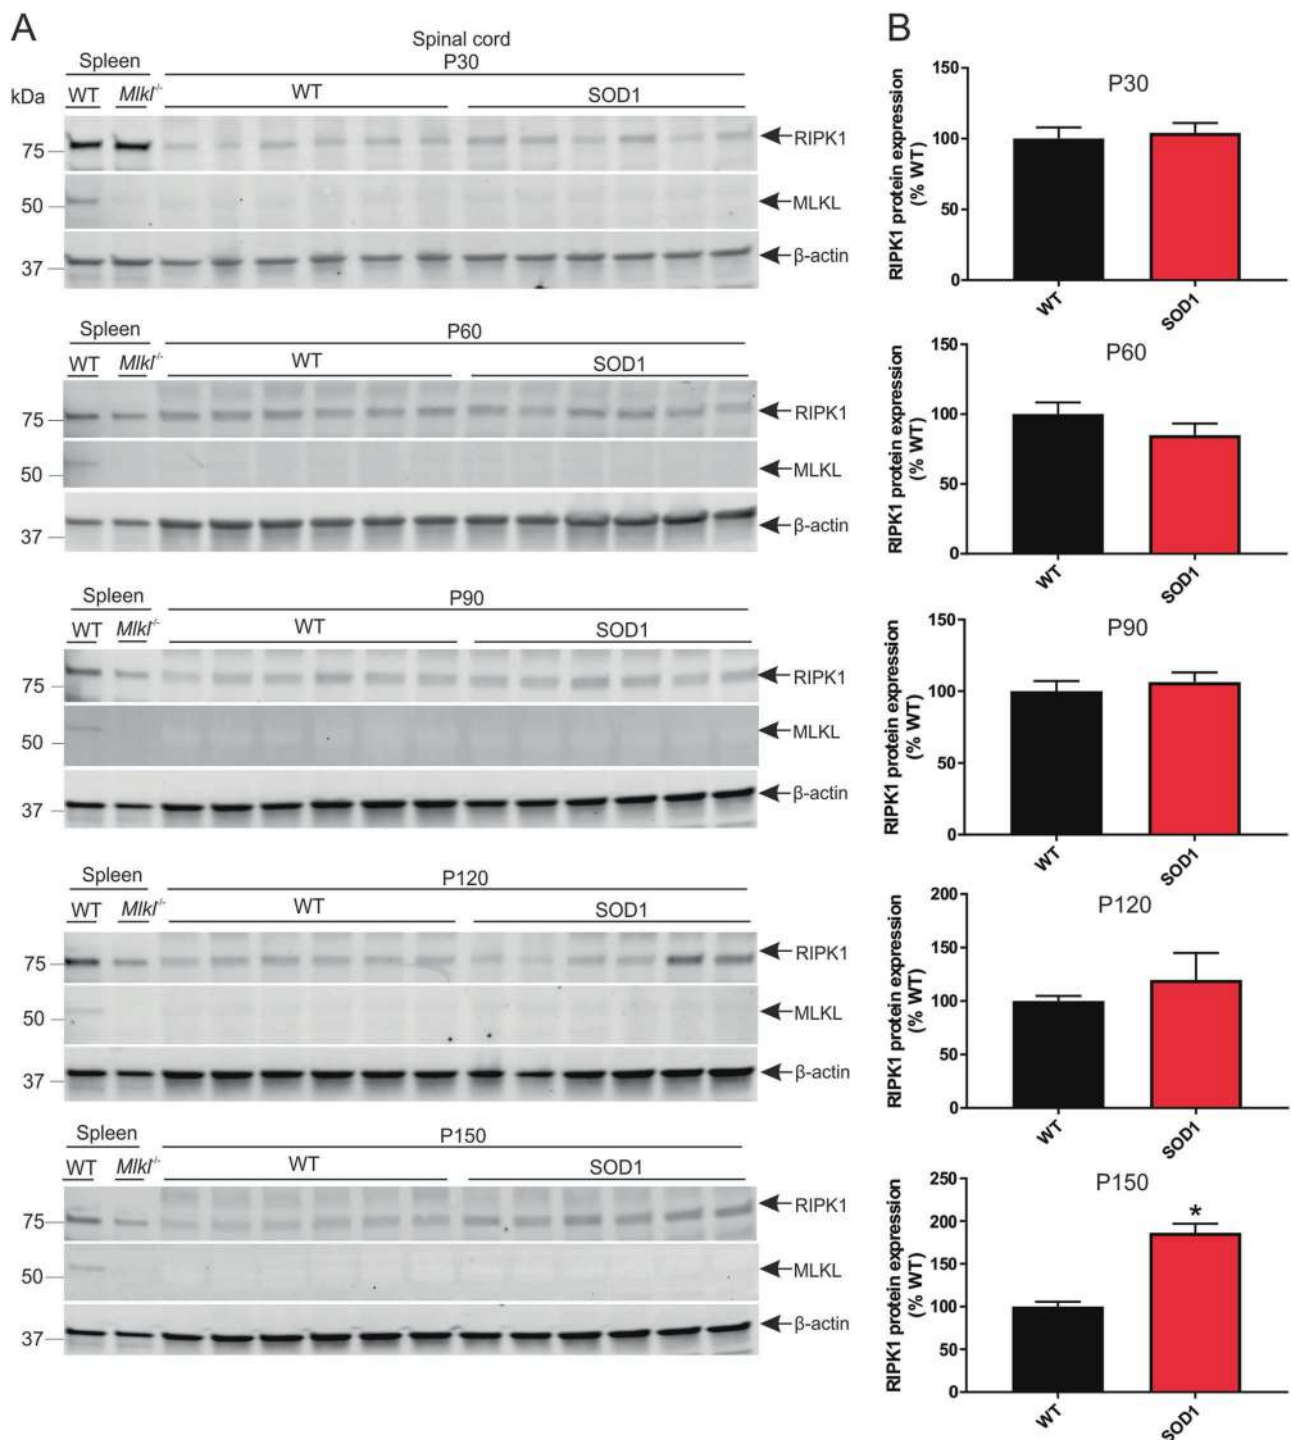 A
Spinal cord
Spleen P30
kDa WT Mlkl-/- WT SOD1
75 RIPK1
50 MLKL
37 β-actin
Spleen P60
WT Mlkl-/- WT SOD1
75 RIPK1
50 MLKL
37 β-actin
Spleen P90
WT Mlkl-/- WT SOD1
75 RIPK1
50 MLKL
37 β-actin
Spleen P120
WT Mlkl-/- WT SOD1
75 RIPK1
50 MLKL
37 β-actin
Spleen P150
WT Mlkl-/- WT SOD1
75 RIPK1
50 MLKL
37 β-actin
B
P30
RIPK1 protein expression
(% WT)
150
100
50
0
WT SOD1
P60
RIPK1 protein expression
(% WT)
150
100
50
0
WT SOD1
P90
RIPK1 protein expression
(% WT)
150
100
50
0
WT SOD1
P120
RIPK1 protein expression
(% WT)
200
150
100
50
0
WT SOD1
P150
RIPK1 protein expression
(% WT)
250
200
150
100
50
0
*
WT SOD1